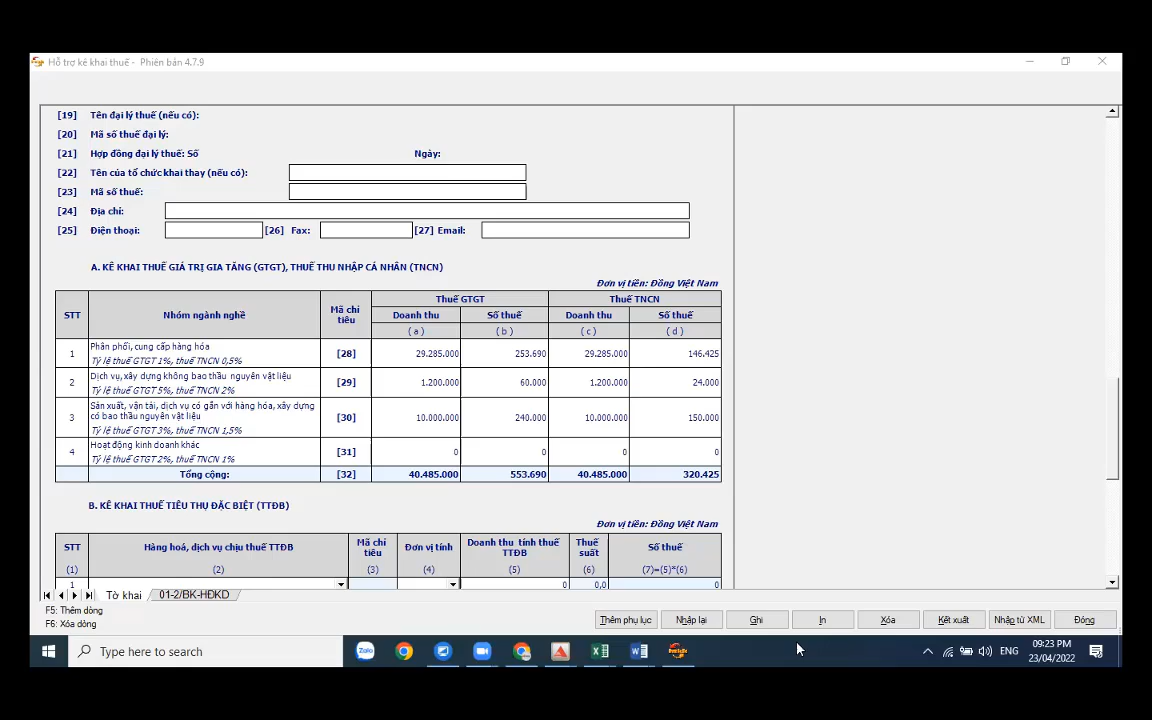 Hỗ trợ kê khai thuế - Phiên bản 4.7.9
[19] Tên đại lý thuế (nếu có):
[20] Mã số thuế đại lý:
[21] Hợp đồng đại lý thuế: Số Ngày:
[22] Tên của tổ chức khai thay (nếu có):
[23] Mã số thuế:
[24] Địa chỉ:
[25] Điện thoại: [26] Fax: [27] Email:
A. KÊ KHAI THUẾ GIÁ TRỊ GIA TĂNG (GTGT), THUẾ THU NHẬP CÁ NHÂN (TNCN)
Đơn vị tiền: Đồng Việt Nam
STT Nhóm ngành nghề Mã chỉ tiêu Thuế GTGT Thuế TNCN
Doanh thu Số thuế Doanh thu Số thuế
( a ) ( b ) ( c ) ( d )
1 Phân phối, cung cấp hàng hóa [28] 29.285.000 253.690 29.285.000 146.425
Tỷ lệ thuế GTGT 1%, thuế TNCN 0,5%
2 Dịch vụ, xây dựng không bao thầu nguyên vật liệu [29] 1.200.000 60.000 1.200.000 24.000
Tỷ lệ thuế GTGT 5%, thuế TNCN 2%
3 Sản xuất, vận tải, dịch vụ có gắn với hàng hóa, xây dựng
có bao thầu nguyên vật liệu [30] 10.000.000 240.000 10.000.000 150.000
Tỷ lệ thuế GTGT 3%, thuế TNCN 1,5%
4 Hoạt động kinh doanh khác [31] 0 0 0 0
Tỷ lệ thuế GTGT 2%, thuế TNCN 1%
Tổng cộng: [32] 40.485.000 553.690 40.485.000 320.425
B. KÊ KHAI THUẾ TIÊU THỤ ĐẶC BIỆT (TTĐB)
Đơn vị tiền: Đồng Việt Nam
STT Hàng hoá, dịch vụ chịu thuế TTĐB Mã chỉ tiêu Đơn vị tính Doanh thu tính thuế TTĐB Thuế suất Số thuế
(1) (2) (3) (4) (5) (6) (7)=(5)*(6)
1 0 0,0 0
Tờ khai 01-2/BK-HĐKD
F5: Thêm dòng
F6: Xóa dòng
Thêm phụ lục Nhập lại Ghi In Xóa Kết xuất Nhập từ XML Đóng
Type here to search
Zalo
ENG
09:23 PM
23/04/2022